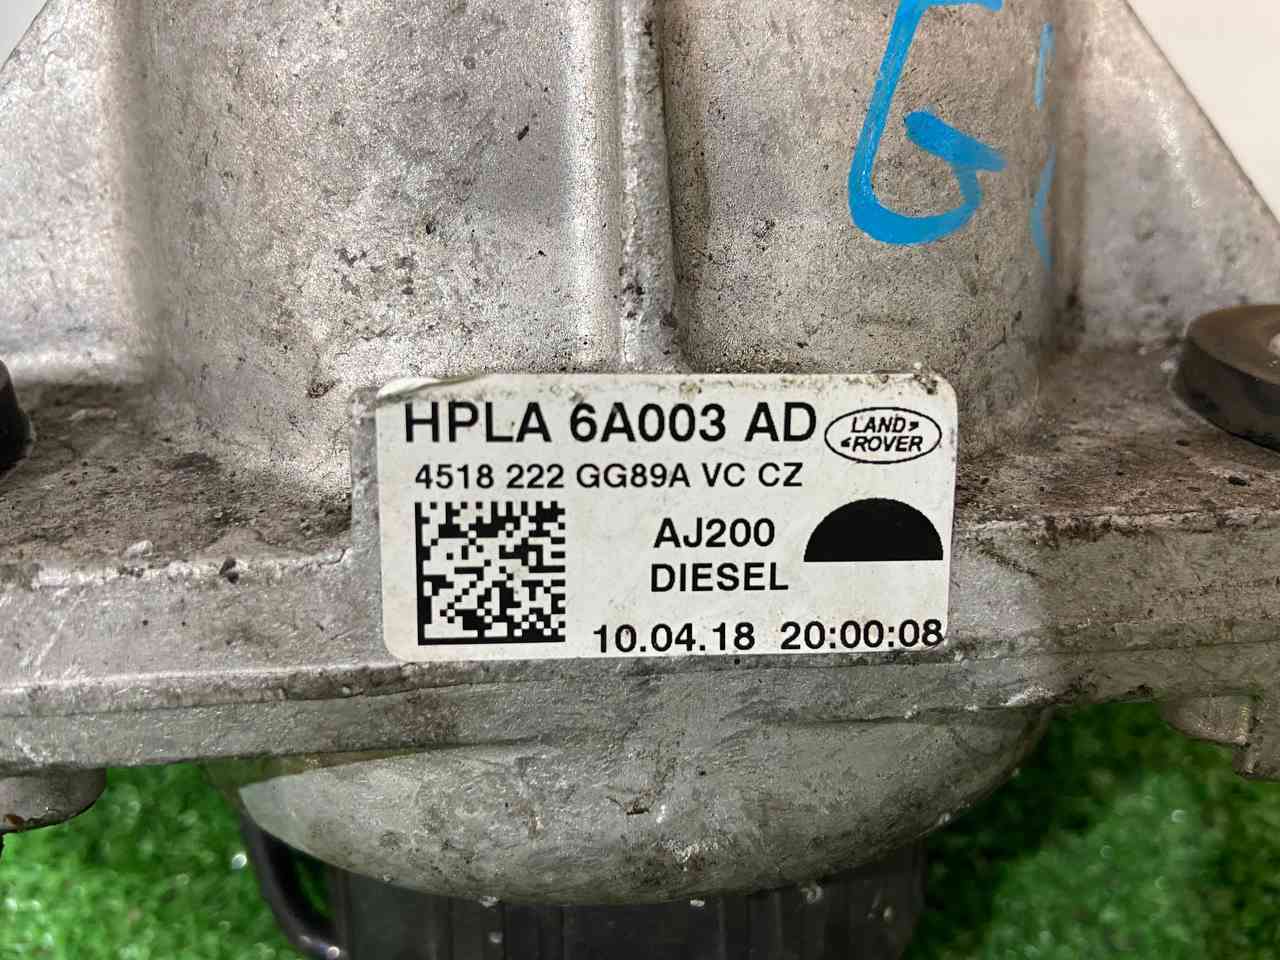 G
HPLA 6A003 AD
LAND
ROVER
4518 222 GG89A VC CZ
AJ200
DIESEL
10.04.18 20:00:08